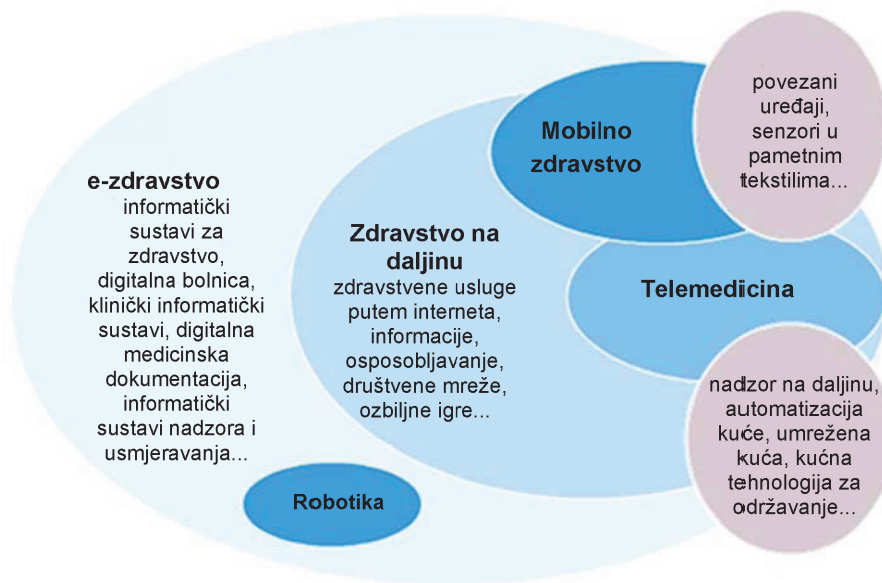 e-zdravstvo
informatički
sustavi za
zdravstvo,
digitalna bolnica,
klinički informatički
sustavi, digitalna
medicinska
dokumentacija,
informatički
sustavi nadzora i
usmjeravanja...
Zdravstvo na
daljinu
zdravstvene usluge
putem interneta,
informacije,
osposobljavanje,
društvene mreže,
ozbiljne igre...
Mobilno
zdravstvo
povezani
uređaji,
senzori u
pametnim
tekstilima...
Telemedicina
nadzor na daljinu,
automatizacija
kuće, umrežena
kuća, kućna
tehnologija za
održavanje...
Robotika